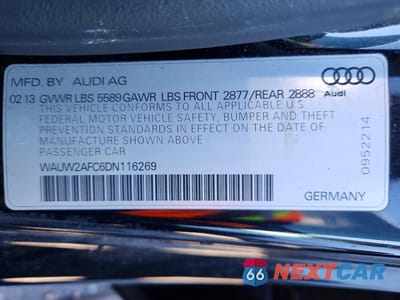 MFD. BY AUDI AG
02 13 GVWR LBS 5589 GAWR LBS FRONT 2877/REAR 2888
Audi
THIS VEHICLE CONFORMS TO ALL APPLICABLE U.S
FEDERAL MOTOR VEHICLE SAFETY, BUMPER AND THEFT
PREVENTION STANDARDS IN EFFECT ON THE DATE OF
MANUFACTURE SHOWN ABOVE
PASSENGER CAR
0952214
WAUW2AFC6DN116269
GERMANY
66 NEXTCAR